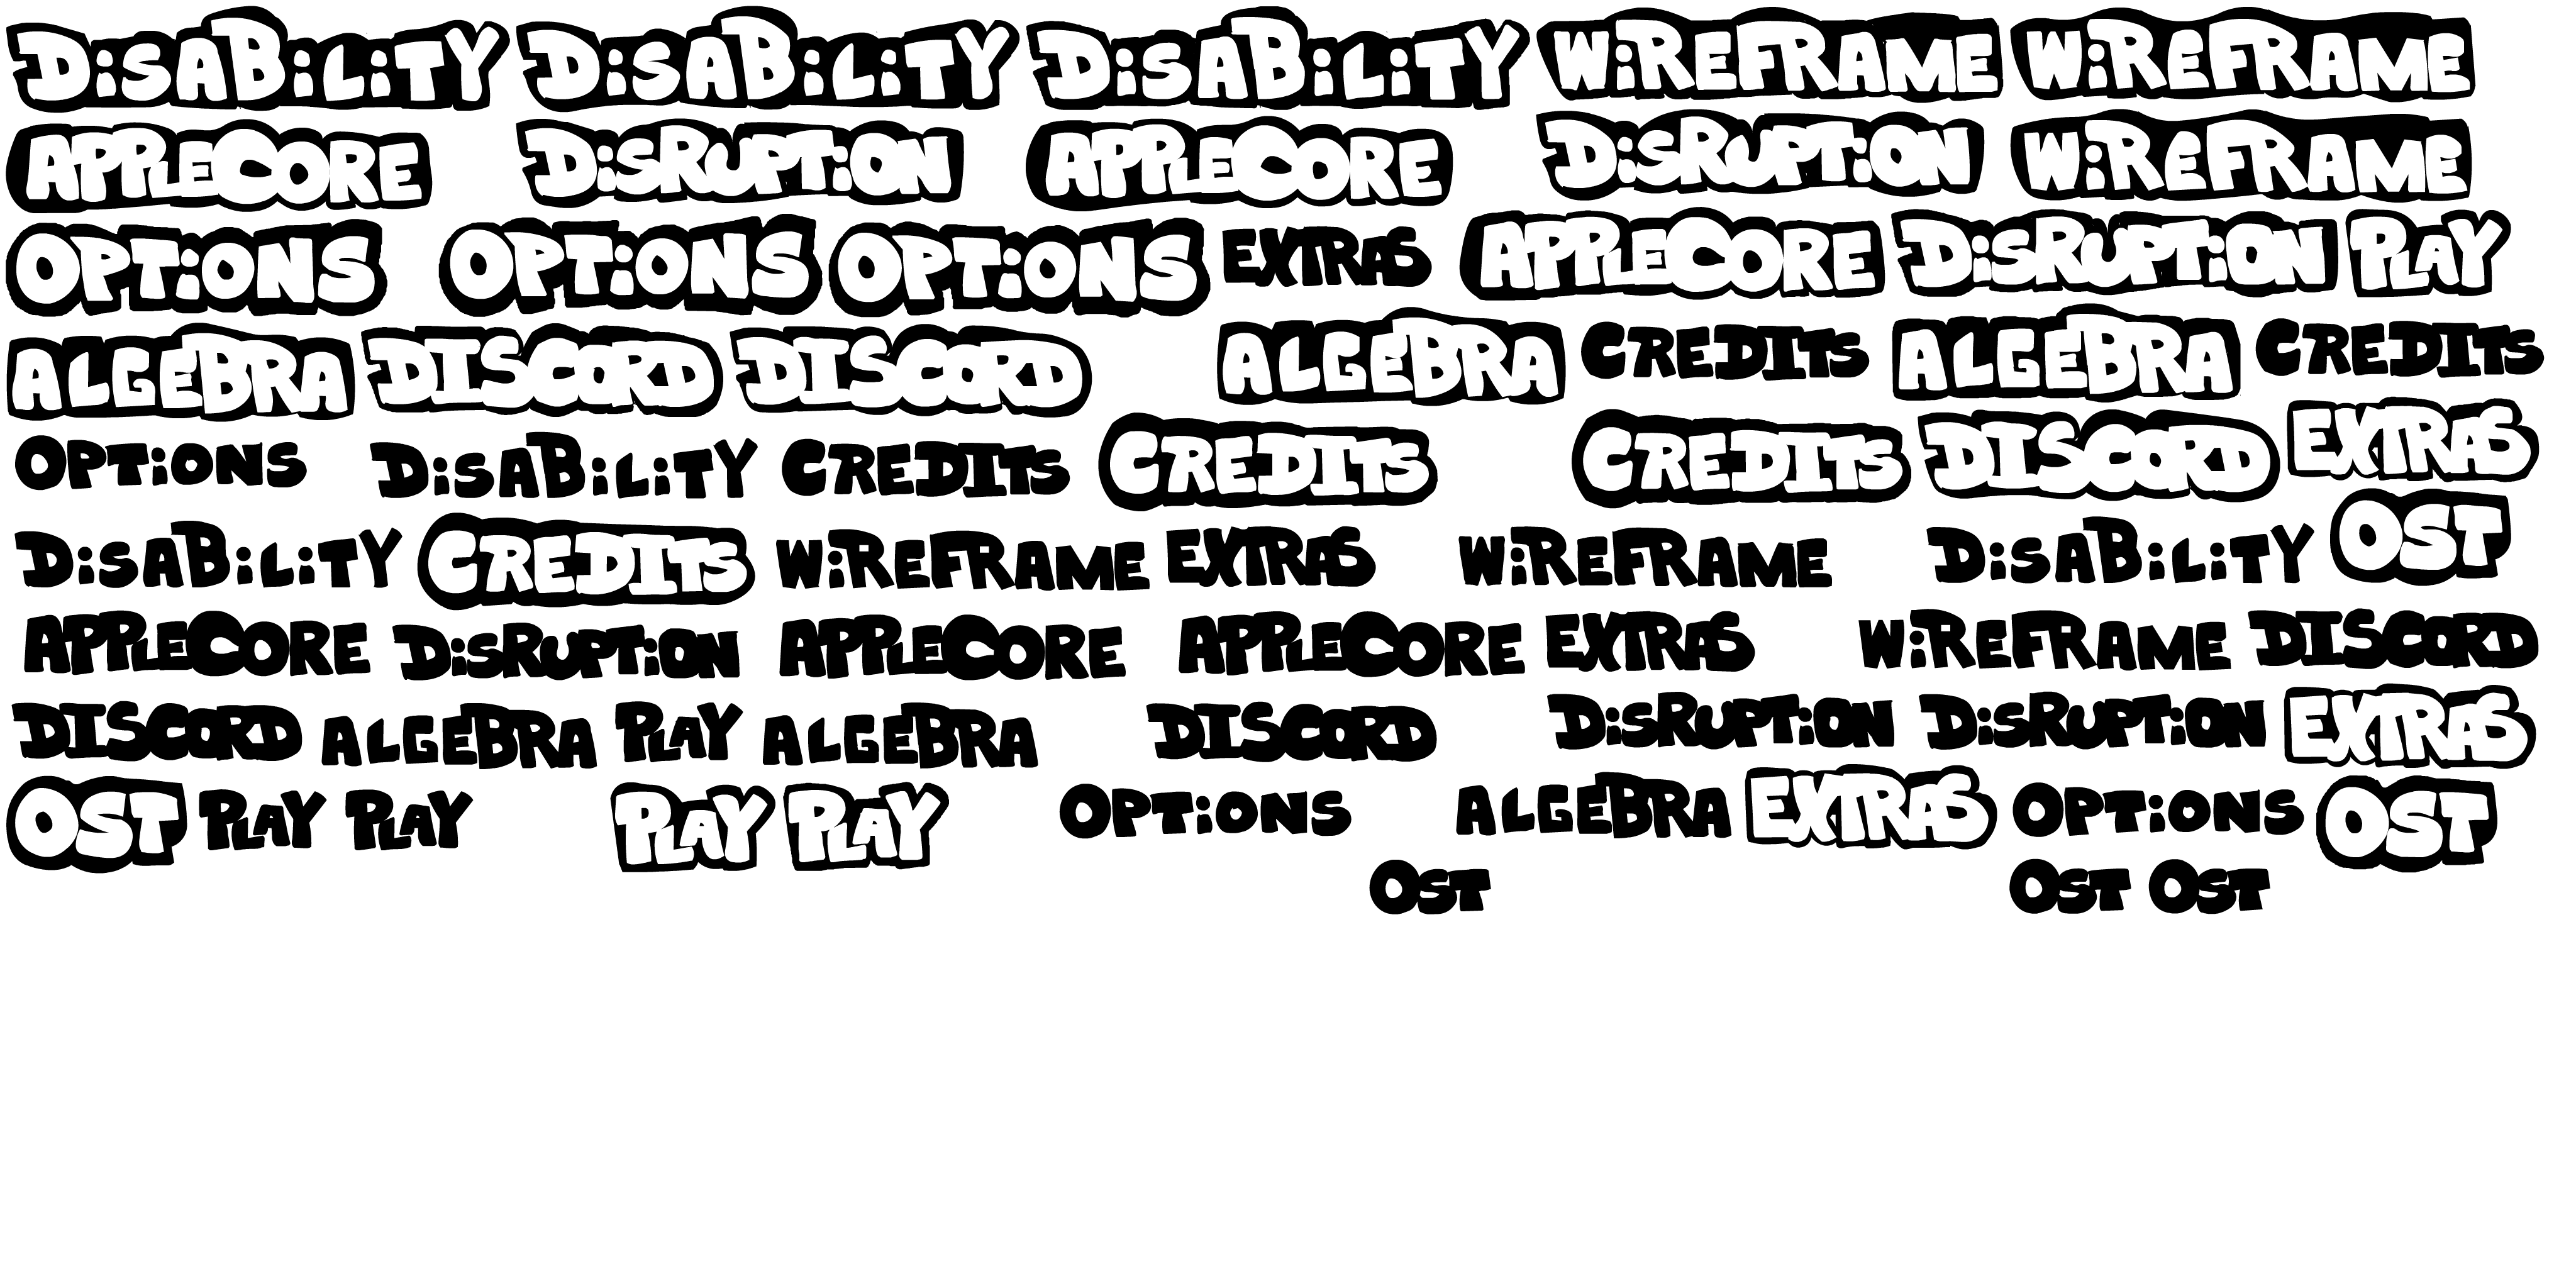 DiSABiLiTY DiSABiLiTY DiSABiLiTY WiREFRAME WiREFRAME
APPLECORE DiSRUPTiON APPLECORE DiSRUPTiON WiREFRAME
OPTiONS OPTiONS OPTiONS EXTRAS APPLECORE DiSRUPTiON PLAY
ALGEBRA DISCORD DISCORD ALGEBRA CREDITS ALGEBRA CREDITS
OPTiONS DiSABiLiTY CREDITS CREDITS CREDITS DISCORD EXTRAS
DiSABiLiTY CREDITS WiREFRAME EXTRAS WiREFRAME DiSABiLiTY OST
APPLECORE DiSRUPTiON APPLECORE APPLECORE EXTRAS WiREFRAME DISCORD
DISCORD ALGEBRA PLAY ALGEBRA DISCORD DiSRUPTiON DiSRUPTiON EXTRAS
OST PLAY PLAY PLAY PLAY OPTiONS ALGEBRA EXTRAS OPTiONS OST
OST OST OST